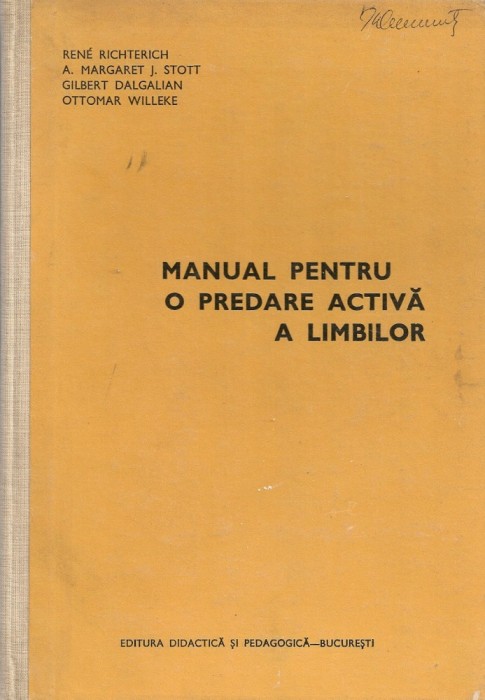 RENÉ RICHTERICH
A. MARGARET J. STOTT
GILBERT DALGALIAN
OTTOMAR WILLEKE
MANUAL PENTRU
O PREDARE ACTIVĂ
A LIMBILOR
EDITURA DIDACTICĂ ȘI PEDAGOGICĂ—BUCUREȘTI